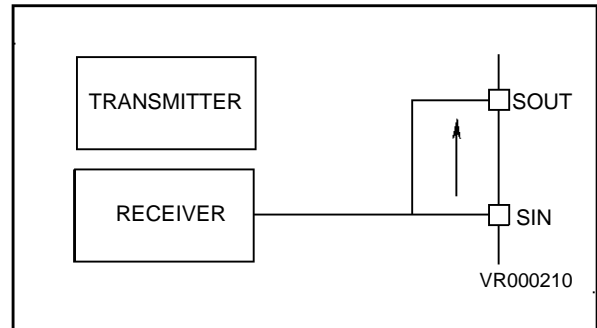 TRANSMITTER
SOUT
RECEIVER
SIN
VR000210